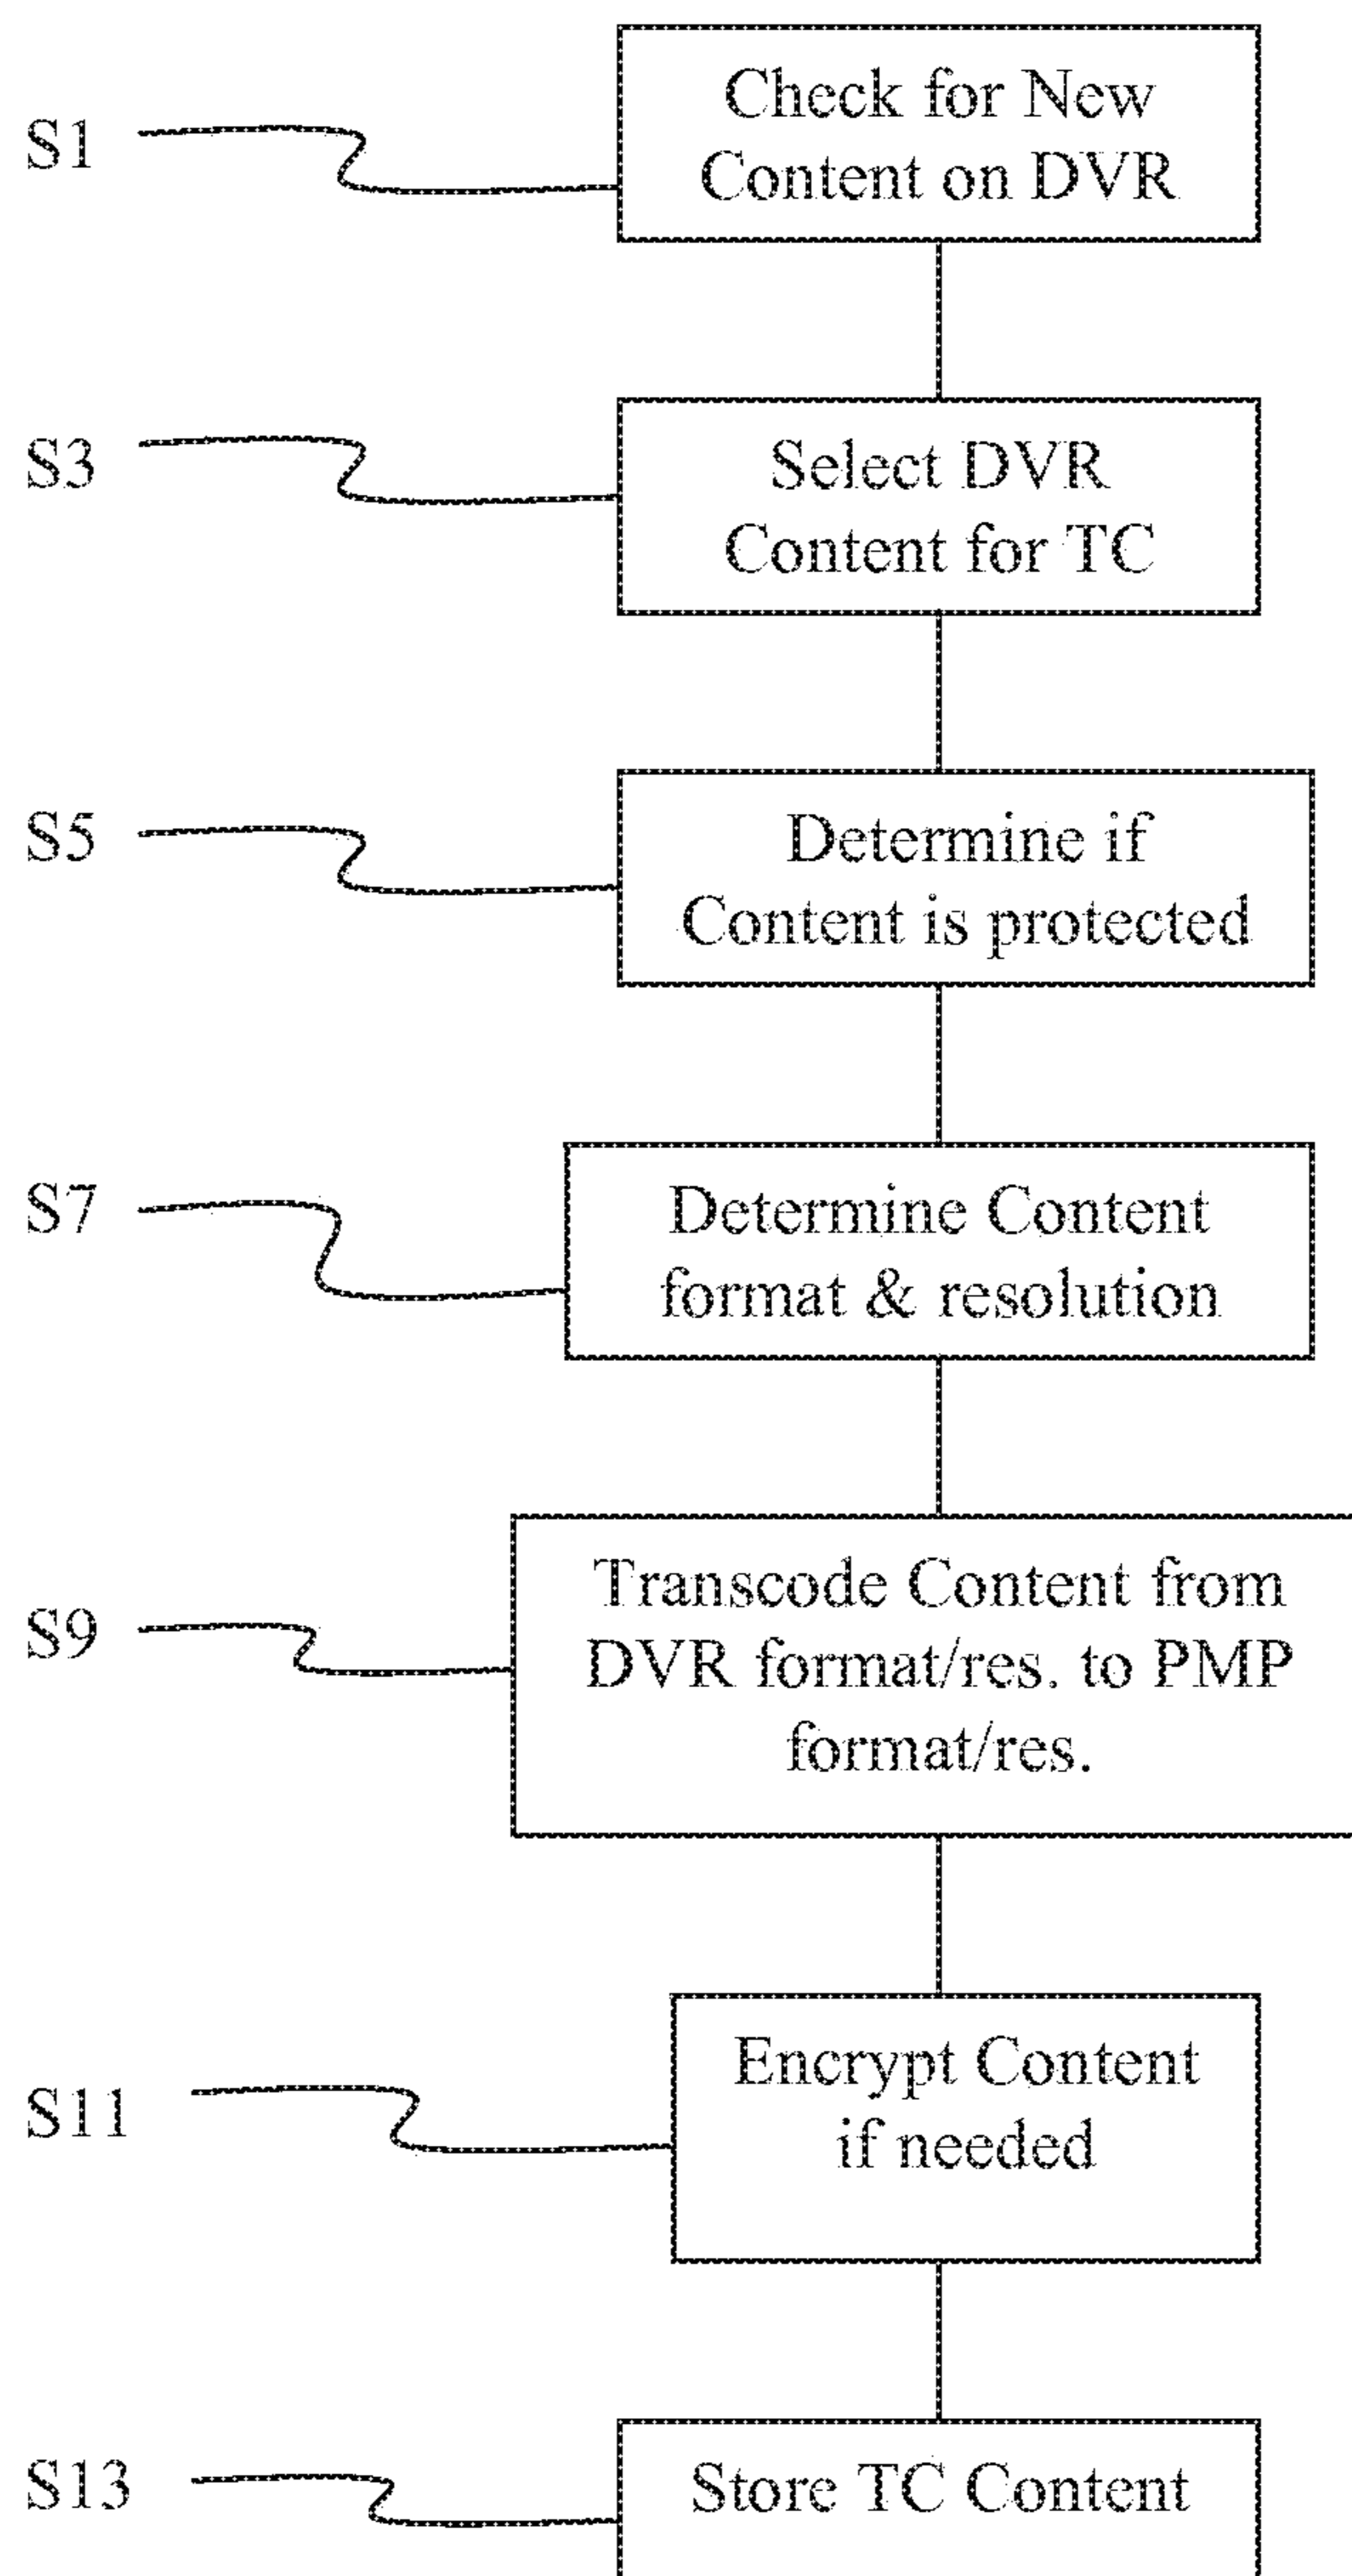 S1
Check for New
Content on DVR
S3
Select DVR
Content for TC
S5
Determine if
Content is protected
S7
Determine Content
format & resolution
S9
Transcode Content from
DVR format/res. to PMP
format/res.
S11
Encrypt Content
if needed
S13
Store TC Content